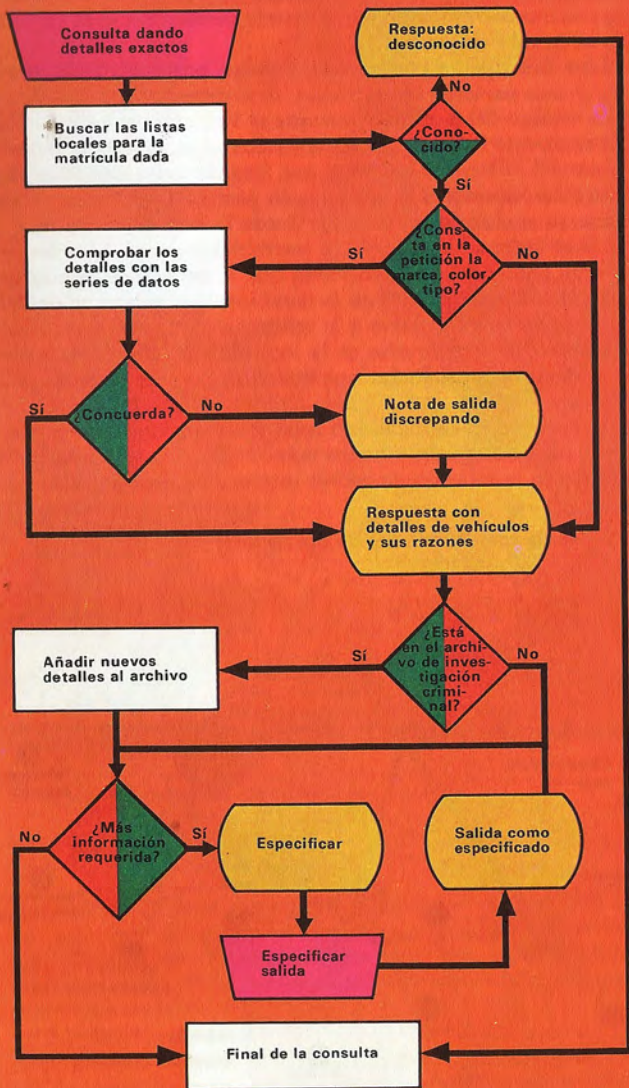 Consulta dando
detalles exactos
Respuesta:
desconocido
No
Buscar las listas
locales para la
matrícula dada
¿Cono-
cido?
Sí
Comprobar los
detalles con las
series de datos
Sí
¿Cons-
ta en la
petición la
marca, color,
tipo?
No
Sí
¿Concuerda?
No
Nota de salida
discrepando
Respuesta con
detalles de vehículos
y sus razones
Añadir nuevos
detalles al archivo
Sí
¿Está
en el archi-
vo de inves-
tigación
crimi-
nal?
No
No
¿Más
información
requerida?
Sí
Especificar
Salida como
especificado
Especificar
salida
Final de la consulta